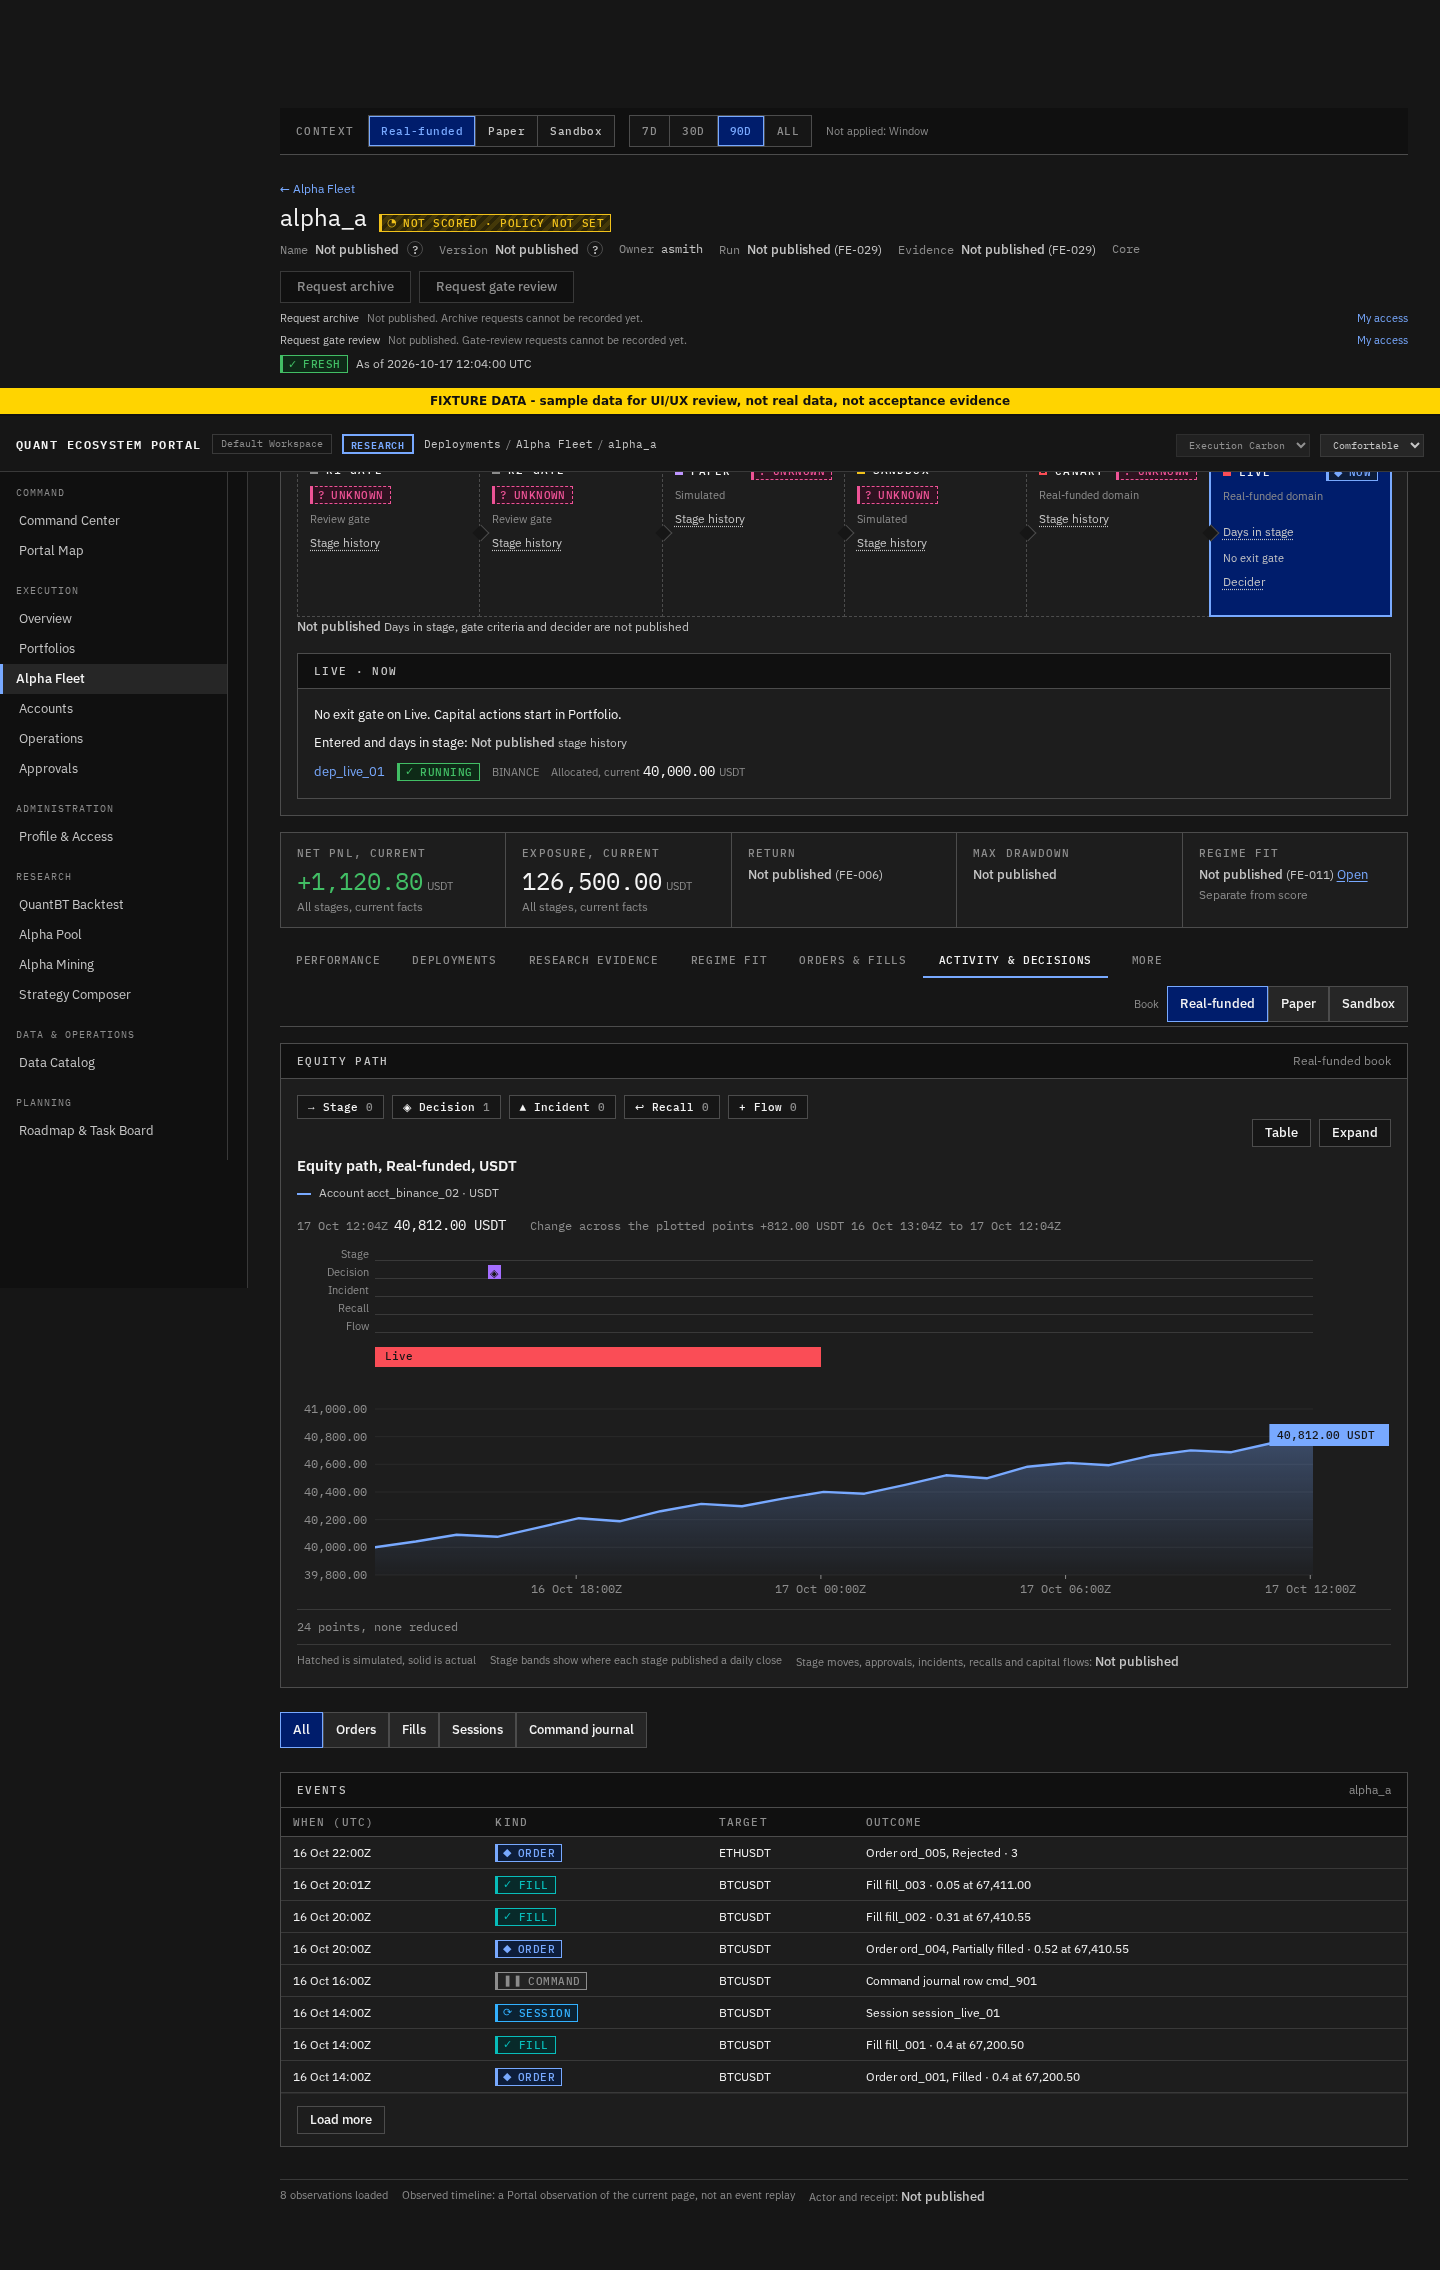 CONTEXT Real-funded Paper Sandbox 7D 30D 90D ALL Not applied: Window
← Alpha Fleet
alpha_a ◔ NOT SCORED · POLICY NOT SET
Name Not published ? Version Not published ? Owner asmith Run Not published (FE-029) Evidence Not published (FE-029) Core
Request archive Request gate review
Request archive Not published. Archive requests cannot be recorded yet. My access
Request gate review Not published. Gate-review requests cannot be recorded yet. My access
✓ FRESH As of 2026-10-17 12:04:00 UTC
FIXTURE DATA - sample data for UI/UX review, not real data, not acceptance evidence
QUANT ECOSYSTEM PORTAL Default Workspace RESEARCH Deployments / Alpha Fleet / alpha_a Execution Carbon Comfortable
COMMAND
Command Center
Portal Map
EXECUTION
Overview
Portfolios
Alpha Fleet
Accounts
Operations
Approvals
ADMINISTRATION
Profile & Access
RESEARCH
QuantBT Backtest
Alpha Pool
Alpha Mining
Strategy Composer
DATA & OPERATIONS
Data Catalog
PLANNING
Roadmap & Task Board
R1 GATE R2 GATE PAPER ? UNKNOWN SANDBOX CANARY ? UNKNOWN LIVE ◆ NOW
? UNKNOWN ? UNKNOWN Simulated ? UNKNOWN Real-funded domain Real-funded domain
Review gate Review gate Stage history Simulated Stage history
Stage history Stage history Stage history Days in stage
No exit gate
Decider
Not published Days in stage, gate criteria and decider are not published
LIVE · NOW
No exit gate on Live. Capital actions start in Portfolio.
Entered and days in stage: Not published stage history
dep_live_01 ✓ RUNNING BINANCE Allocated, current 40,000.00 USDT
NET PNL, CURRENT EXPOSURE, CURRENT RETURN MAX DRAWDOWN REGIME FIT
+1,120.80 USDT 126,500.00 USDT Not published (FE-006) Not published Not published (FE-011) Open
All stages, current facts All stages, current facts Separate from score
PERFORMANCE DEPLOYMENTS RESEARCH EVIDENCE REGIME FIT ORDERS & FILLS ACTIVITY & DECISIONS MORE
Book Real-funded Paper Sandbox
EQUITY PATH Real-funded book
→ Stage 0 ◈ Decision 1 ▲ Incident 0 ↩ Recall 0 + Flow 0
Table Expand
Equity path, Real-funded, USDT
Account acct_binance_02 · USDT
17 Oct 12:04Z 40,812.00 USDT Change across the plotted points +812.00 USDT 16 Oct 13:04Z to 17 Oct 12:04Z
Stage
Decision ◈
Incident
Recall
Flow
Live
41,000.00
40,800.00
40,812.00 USDT
40,600.00
40,400.00
40,200.00
40,000.00
39,800.00
16 Oct 18:00Z 17 Oct 00:00Z 17 Oct 06:00Z 17 Oct 12:00Z
24 points, none reduced
Hatched is simulated, solid is actual Stage bands show where each stage published a daily close Stage moves, approvals, incidents, recalls and capital flows: Not published
All Orders Fills Sessions Command journal
EVENTS alpha_a
WHEN (UTC) KIND TARGET OUTCOME
16 Oct 22:00Z ◆ ORDER ETHUSDT Order ord_005, Rejected · 3
16 Oct 20:01Z ✓ FILL BTCUSDT Fill fill_003 · 0.05 at 67,411.00
16 Oct 20:00Z ✓ FILL BTCUSDT Fill fill_002 · 0.31 at 67,410.55
16 Oct 20:00Z ◆ ORDER BTCUSDT Order ord_004, Partially filled · 0.52 at 67,410.55
16 Oct 16:00Z ❚❚ COMMAND BTCUSDT Command journal row cmd_901
16 Oct 14:00Z ⟳ SESSION BTCUSDT Session session_live_01
16 Oct 14:00Z ✓ FILL BTCUSDT Fill fill_001 · 0.4 at 67,200.50
16 Oct 14:00Z ◆ ORDER BTCUSDT Order ord_001, Filled · 0.4 at 67,200.50
Load more
8 observations loaded Observed timeline: a Portal observation of the current page, not an event replay Actor and receipt: Not published